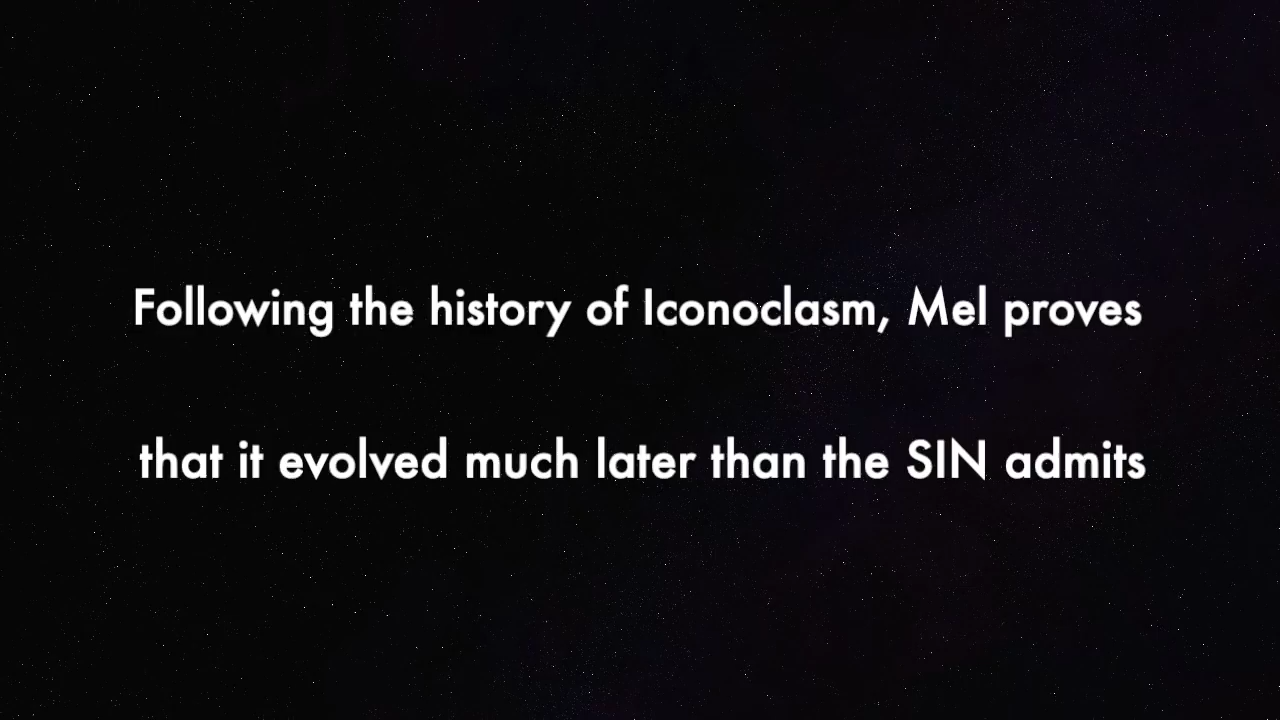 Following the history of Iconoclasm, Mel proves
that it evolved much later than the SIN admits